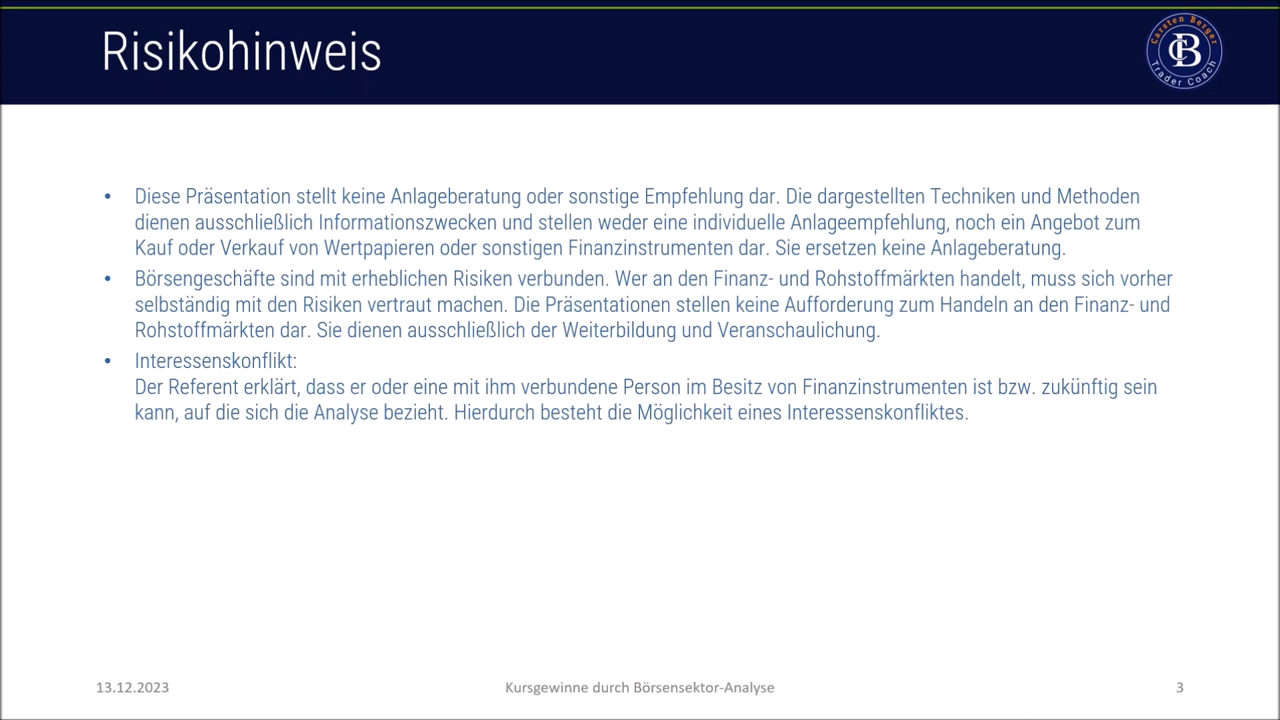 Risikohinweis
Carsten Berger
CB
Trader Coach
• Diese Präsentation stellt keine Anlageberatung oder sonstige Empfehlung dar. Die dargestellten Techniken und Methoden
dienen ausschließlich Informationszwecken und stellen weder eine individuelle Anlageempfehlung, noch ein Angebot zum
Kauf oder Verkauf von Wertpapieren oder sonstigen Finanzinstrumenten dar. Sie ersetzen keine Anlageberatung.
• Börsengeschäfte sind mit erheblichen Risiken verbunden. Wer an den Finanz- und Rohstoffmärkten handelt, muss sich vorher
selbständig mit den Risiken vertraut machen. Die Präsentationen stellen keine Aufforderung zum Handeln an den Finanz- und
Rohstoffmärkten dar. Sie dienen ausschließlich der Weiterbildung und Veranschaulichung.
• Interessenskonflikt:
Der Referent erklärt, dass er oder eine mit ihm verbundene Person im Besitz von Finanzinstrumenten ist bzw. zukünftig sein
kann, auf die sich die Analyse bezieht. Hierdurch besteht die Möglichkeit eines Interessenskonfliktes.
13.12.2023
Kursgewinne durch Börsensektor-Analyse
3